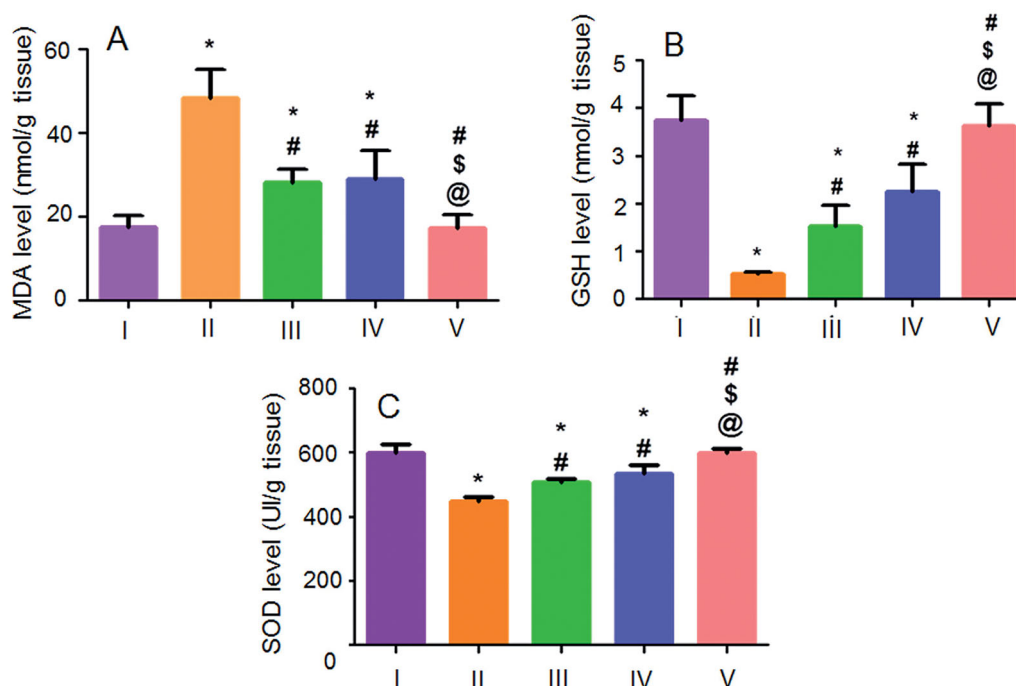 A
MDA level (nmol/g tissue)
60
40
20
0
*
*
#
*
#
#
$
@
I
II
III
IV
V
B
GSH level (nmol/g tissue)
5
4
3
2
1
0
*
*
#
*
#
#
$
@
I
II
III
IV
V
C
SOD level (UI/g tissue)
800
600
400
200
0
*
*
#
*
#
#
$
@
I
II
III
IV
V